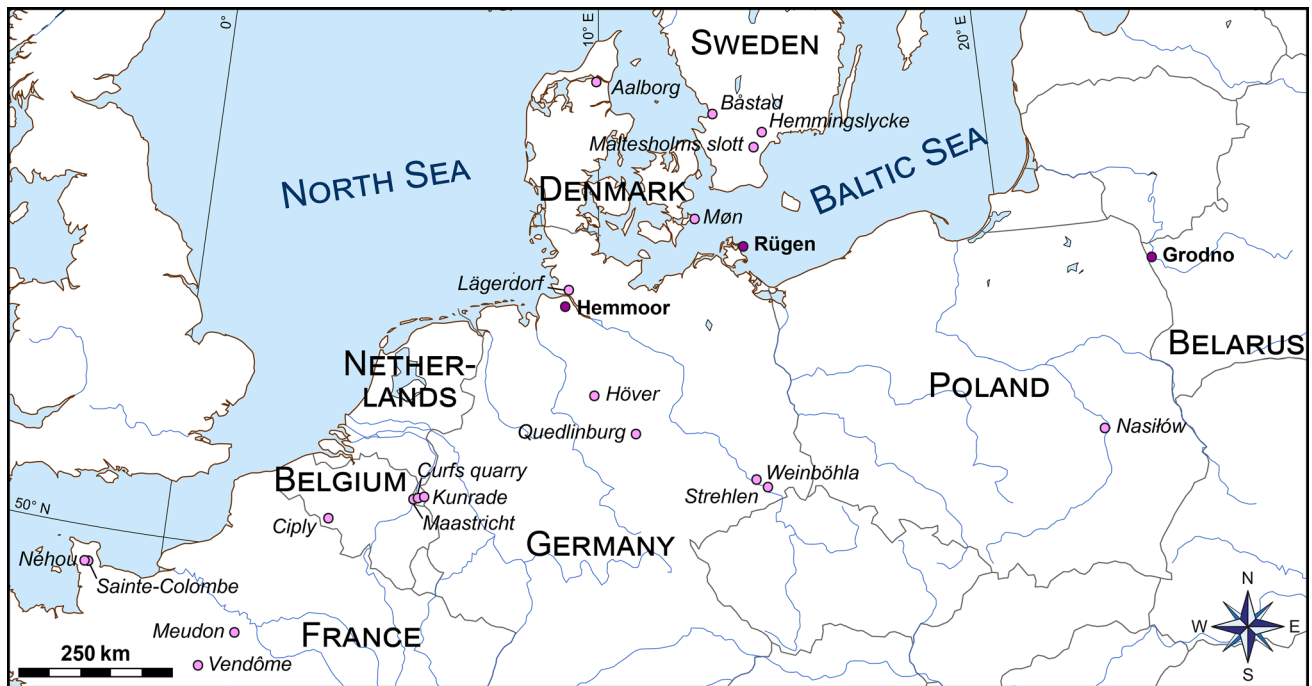 0°
10° E
20° E
SWEDEN
Aalborg
Båstad
Hemmingslycke
Maltesholms slott
NORTH SEA
BALTIC SEA
DENMARK
Møn
Rügen
Grodno
Lägerdorf
Hemmoor
BELARUS
NETHER-
LANDS
POLAND
Höver
Nasiłów
Quedlinburg
BELGIUM
Curfs quarry
Weinböhla
Kunrade
Strehlen
50° N
Ciply
Maastricht
GERMANY
Néhou
Sainte-Colombe
N
W
E
S
Meudon
FRANCE
250 km
Vendôme